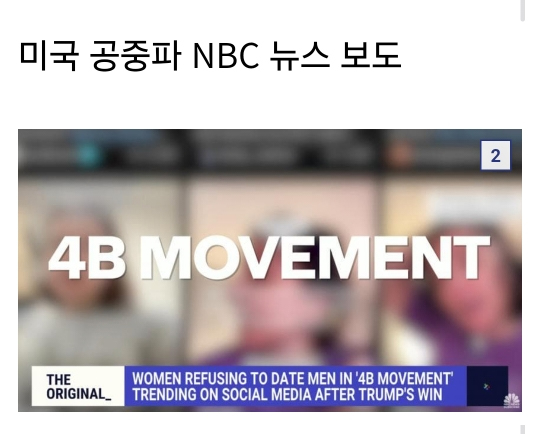 미국 공중파 NBC 뉴스 보도
2
4B MOVEMENT
THE
ORIGINAL_
WOMEN REFUSING TO DATE MEN IN '4B MOVEMENT'
TRENDING ON SOCIAL MEDIA AFTER TRUMP'S WIN